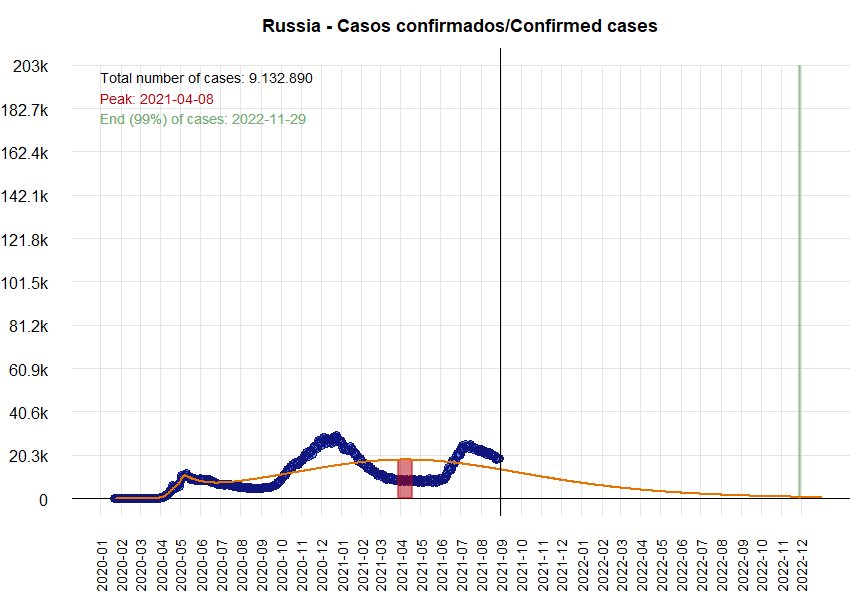 Russia - Casos confirmados/Confirmed cases
Total number of cases: 9.132.890
Peak: 2021-04-08
End (99%) of cases: 2022-11-29
203k
182.7k
162.4k
142.1k
121.8k
101.5k
81.2k
60.9k
40.6k
20.3k
0
2020-01
2020-02
2020-03
2020-04
2020-05
2020-06
2020-07
2020-08
2020-09
2020-10
2020-11
2020-12
2021-01
2021-02
2021-03
2021-04
2021-05
2021-06
2021-07
2021-08
2021-09
2021-10
2021-11
2021-12
2022-01
2022-02
2022-03
2022-04
2022-05
2022-06
2022-07
2022-08
2022-09
2022-10
2022-11
2022-12